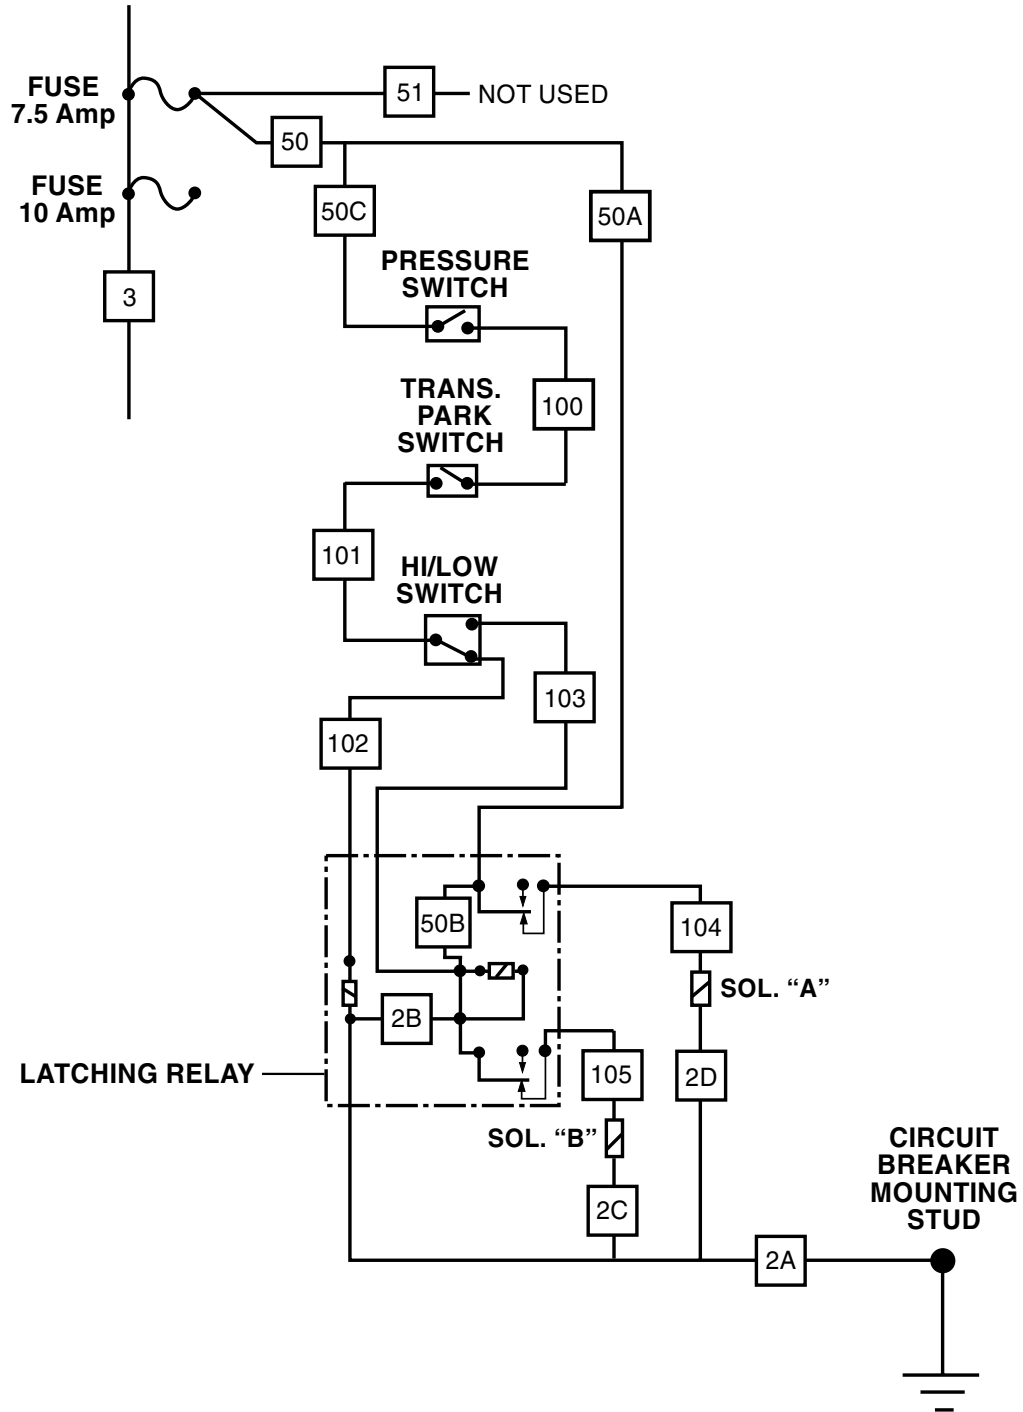 FUSE
7.5 Amp
51
NOT USED
50
FUSE
10 Amp
50C
50A
3
PRESSURE
SWITCH
TRANS.
PARK
SWITCH
100
101
HI/LOW
SWITCH
103
102
50B
104
SOL. “A”
2B
LATCHING RELAY
105
2D
SOL. “B”
CIRCUIT
BREAKER
MOUNTING
STUD
2C
2A